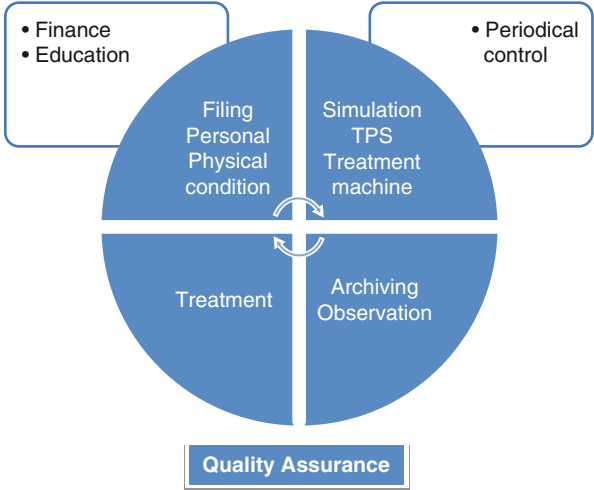 • Finance
• Education
• Periodical
control
Filing
Personal
Physical
condition
Simulation
TPS
Treatment
machine
Treatment
Archiving
Observation
Quality Assurance